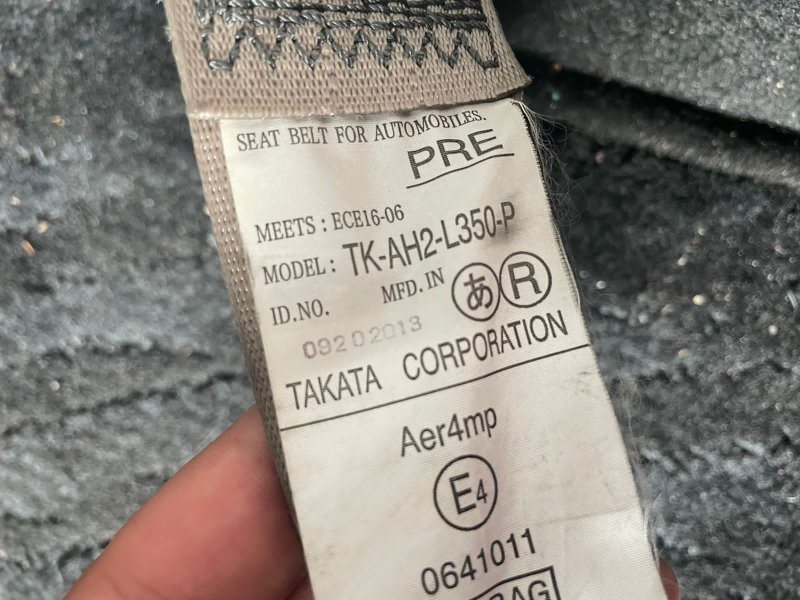 SEAT BELT FOR AUTOMOBILES.
PRE
MEETS : ECE16-06
MODEL : TK-AH2-L350-P
ID.NO. MFD. IN あ R
09202013
TAKATA CORPORATION
Aer4mp
E4
0641011
BAG